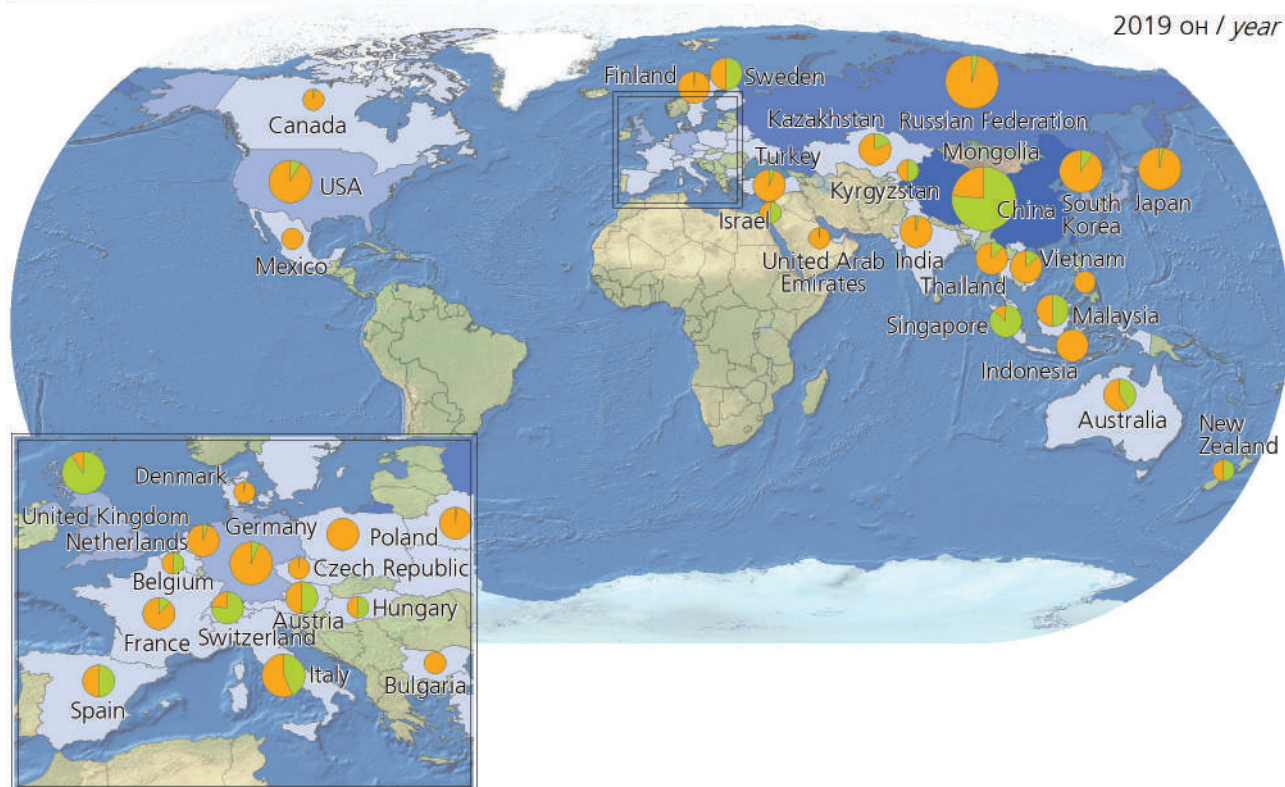 2019 он / year
Finland
Sweden
Canada
Kazakhstan
Russian Federation
Turkey
Mongolia
USA
Kyrgyzstan
China
South
Korea
Japan
Israel
Mexico
United Arab
Emirates
India
Vietnam
Thailand
Singapore
Malaysia
Indonesia
Australia
New
Zealand
Denmark
United Kingdom
Netherlands
Germany
Poland
Belgium
Czech Republic
France
Switzerland
Austria
Hungary
Italy
Bulgaria
Spain